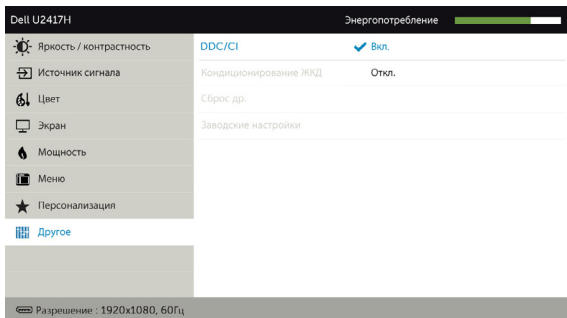 Dell U2417H Энергопотребление
Яркость / контрастность DDC/CI Вкл.
Источник сигнала Кондиционирование ЖКД Откл.
Цвет Сброс др.
Экран Заводские настройки
Мощность
Меню
Персонализация
Другое
Разрешение : 1920x1080, 60Гц